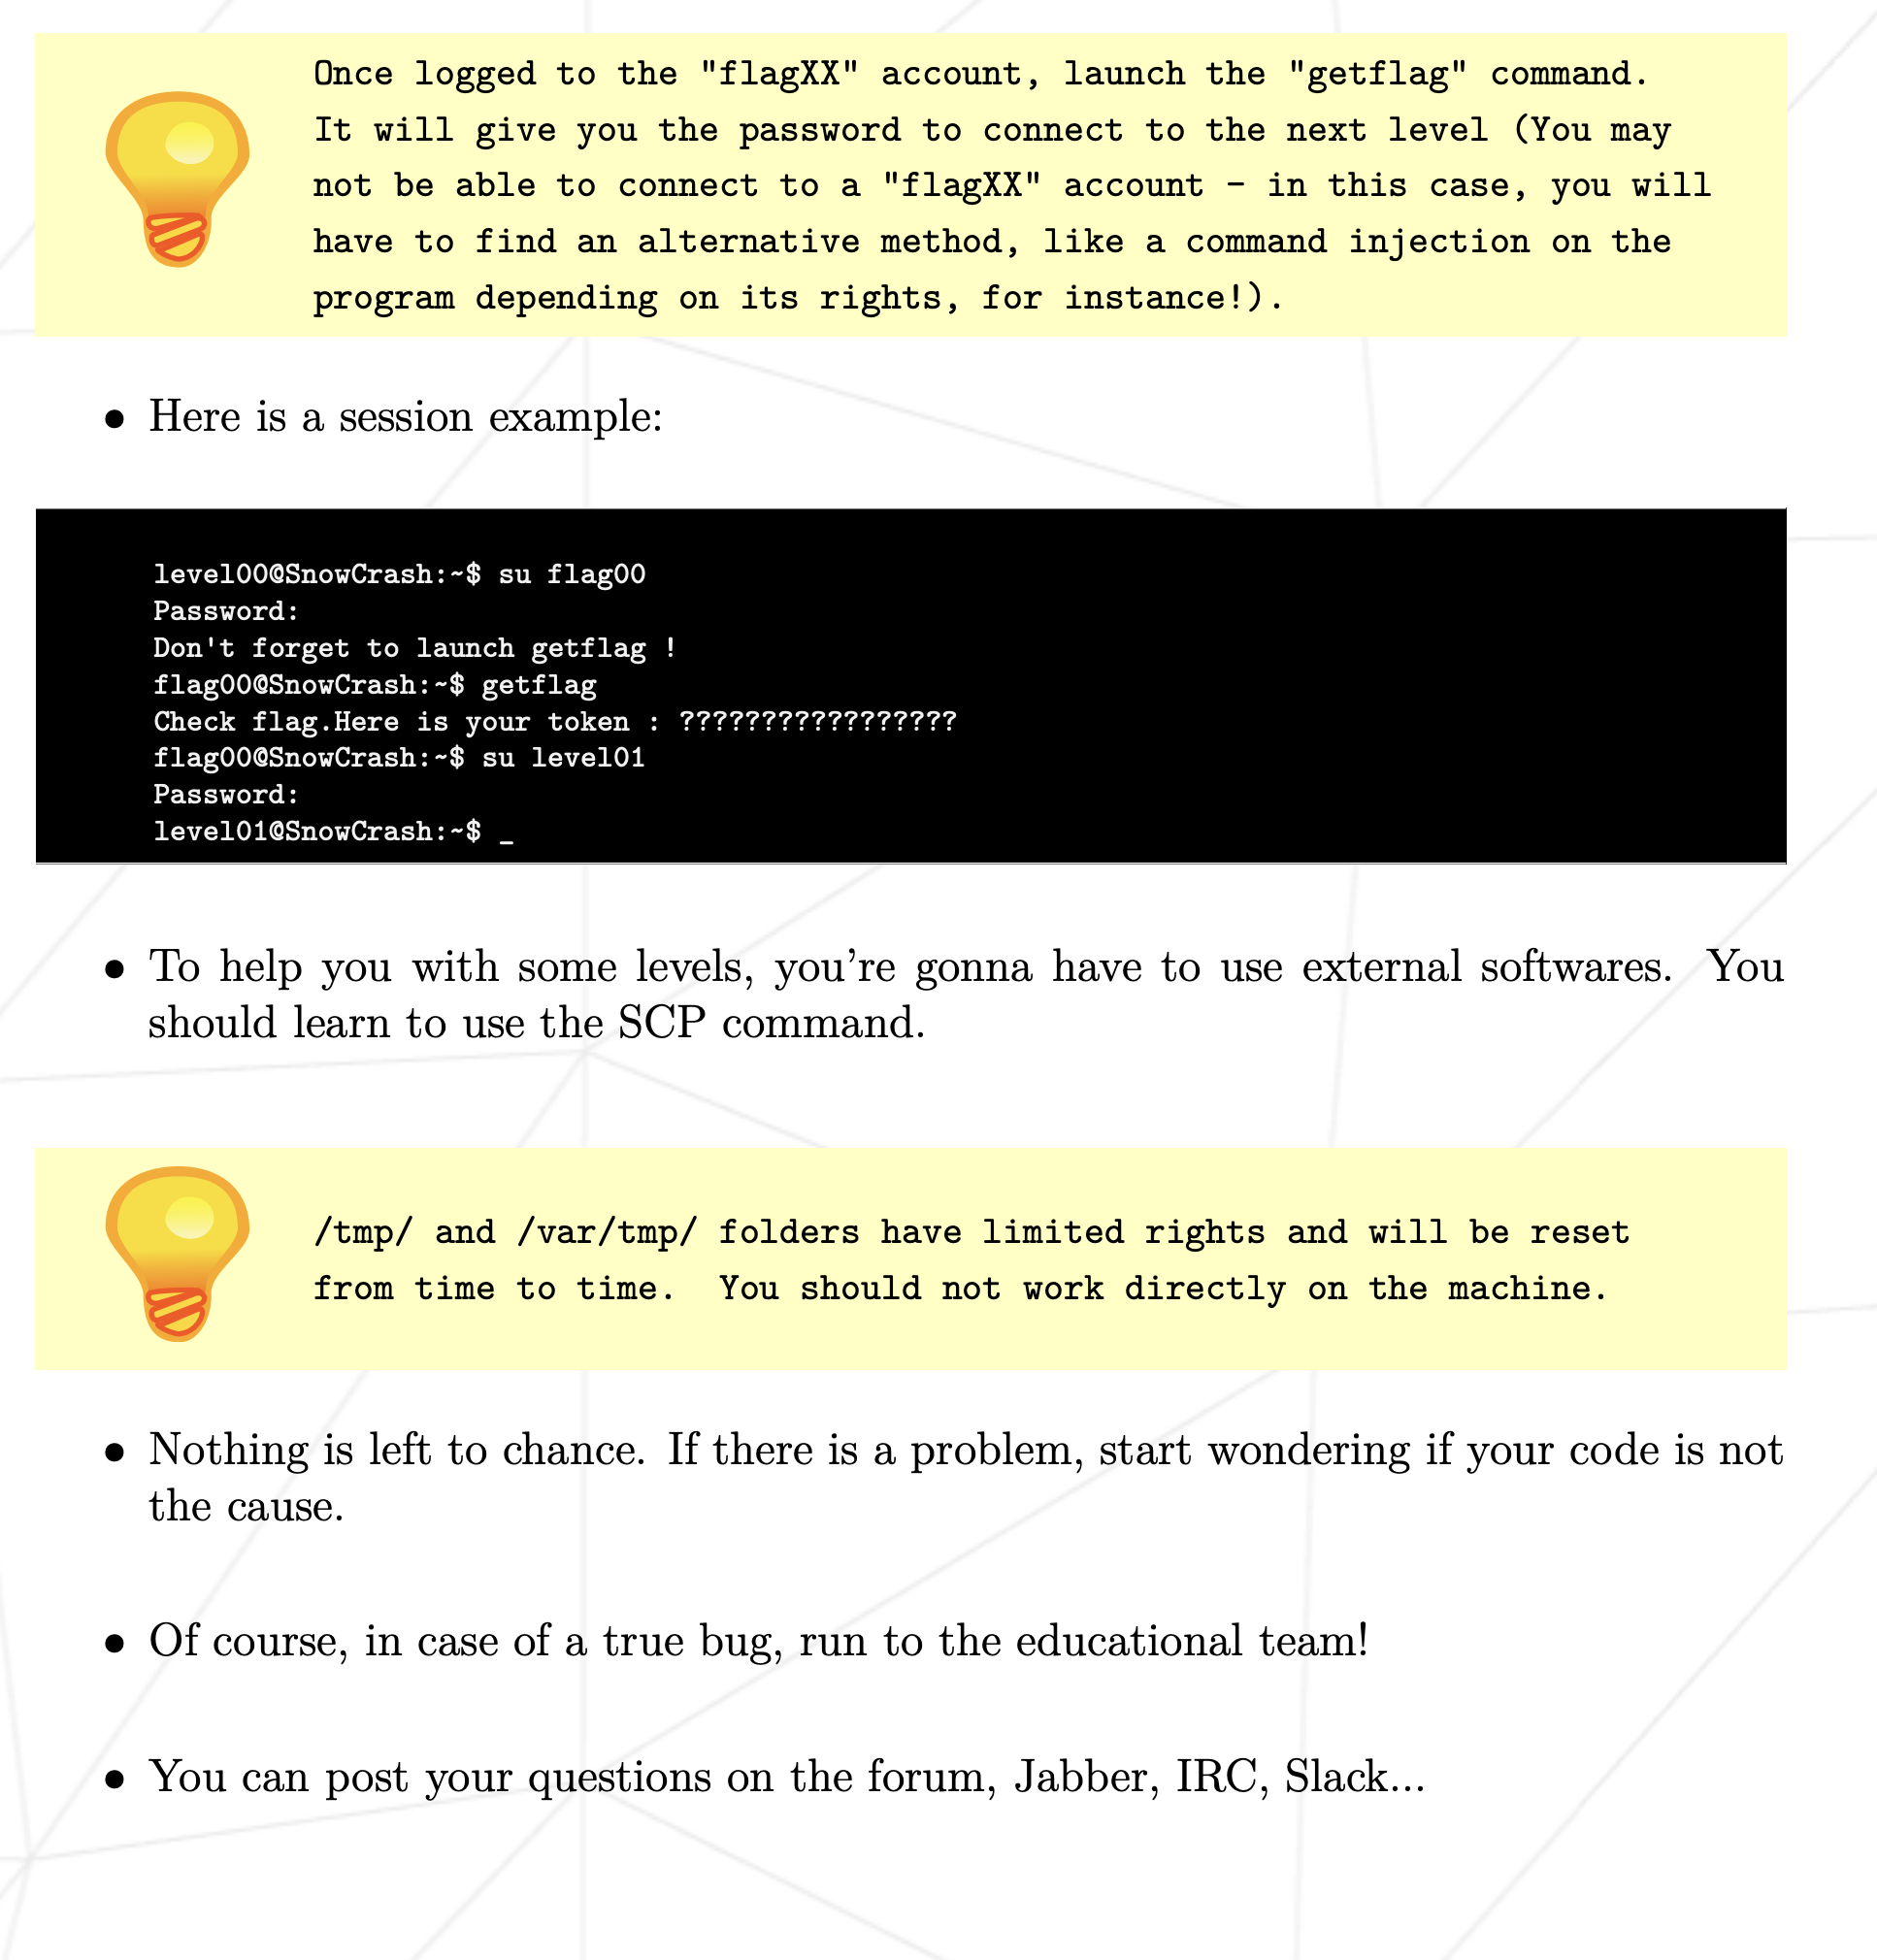 Once logged to the "flagXX" account, launch the "getflag" command.
It will give you the password to connect to the next level (You may
not be able to connect to a "flagXX" account - in this case, you will
have to find an alternative method, like a command injection on the
program depending on its rights, for instance!).
• Here is a session example:
level00@SnowCrash:~$ su flag00
Password:
Don't forget to launch getflag !
flag00@SnowCrash:~$ getflag
Check flag.Here is your token : ?????????????????
flag00@SnowCrash:~$ su level01
Password:
level01@SnowCrash:~$ _
• To help you with some levels, you're gonna have to use external softwares. You
should learn to use the SCP command.
/tmp/ and /var/tmp/ folders have limited rights and will be reset
from time to time. You should not work directly on the machine.
• Nothing is left to chance. If there is a problem, start wondering if your code is not
the cause.
• Of course, in case of a true bug, run to the educational team!
• You can post your questions on the forum, Jabber, IRC, Slack...